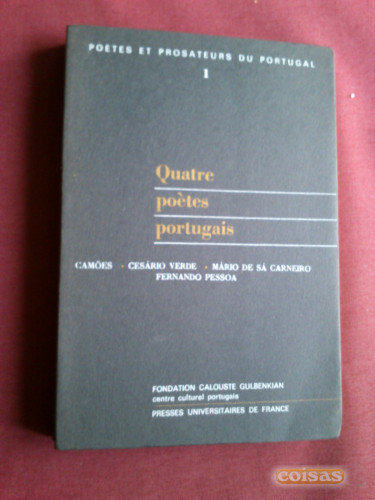 POÈTES ET PROSATEURS DU PORTUGAL
1
Quatre
poètes
portugais
CAMÕES • CESÁRIO VERDE • MÁRIO DE SÁ CARNEIRO
FERNANDO PESSOA
FONDATION CALOUSTE GULBENKIAN
centre culturel portugais
PRESSES UNIVERSITAIRES DE FRANCE
coisas